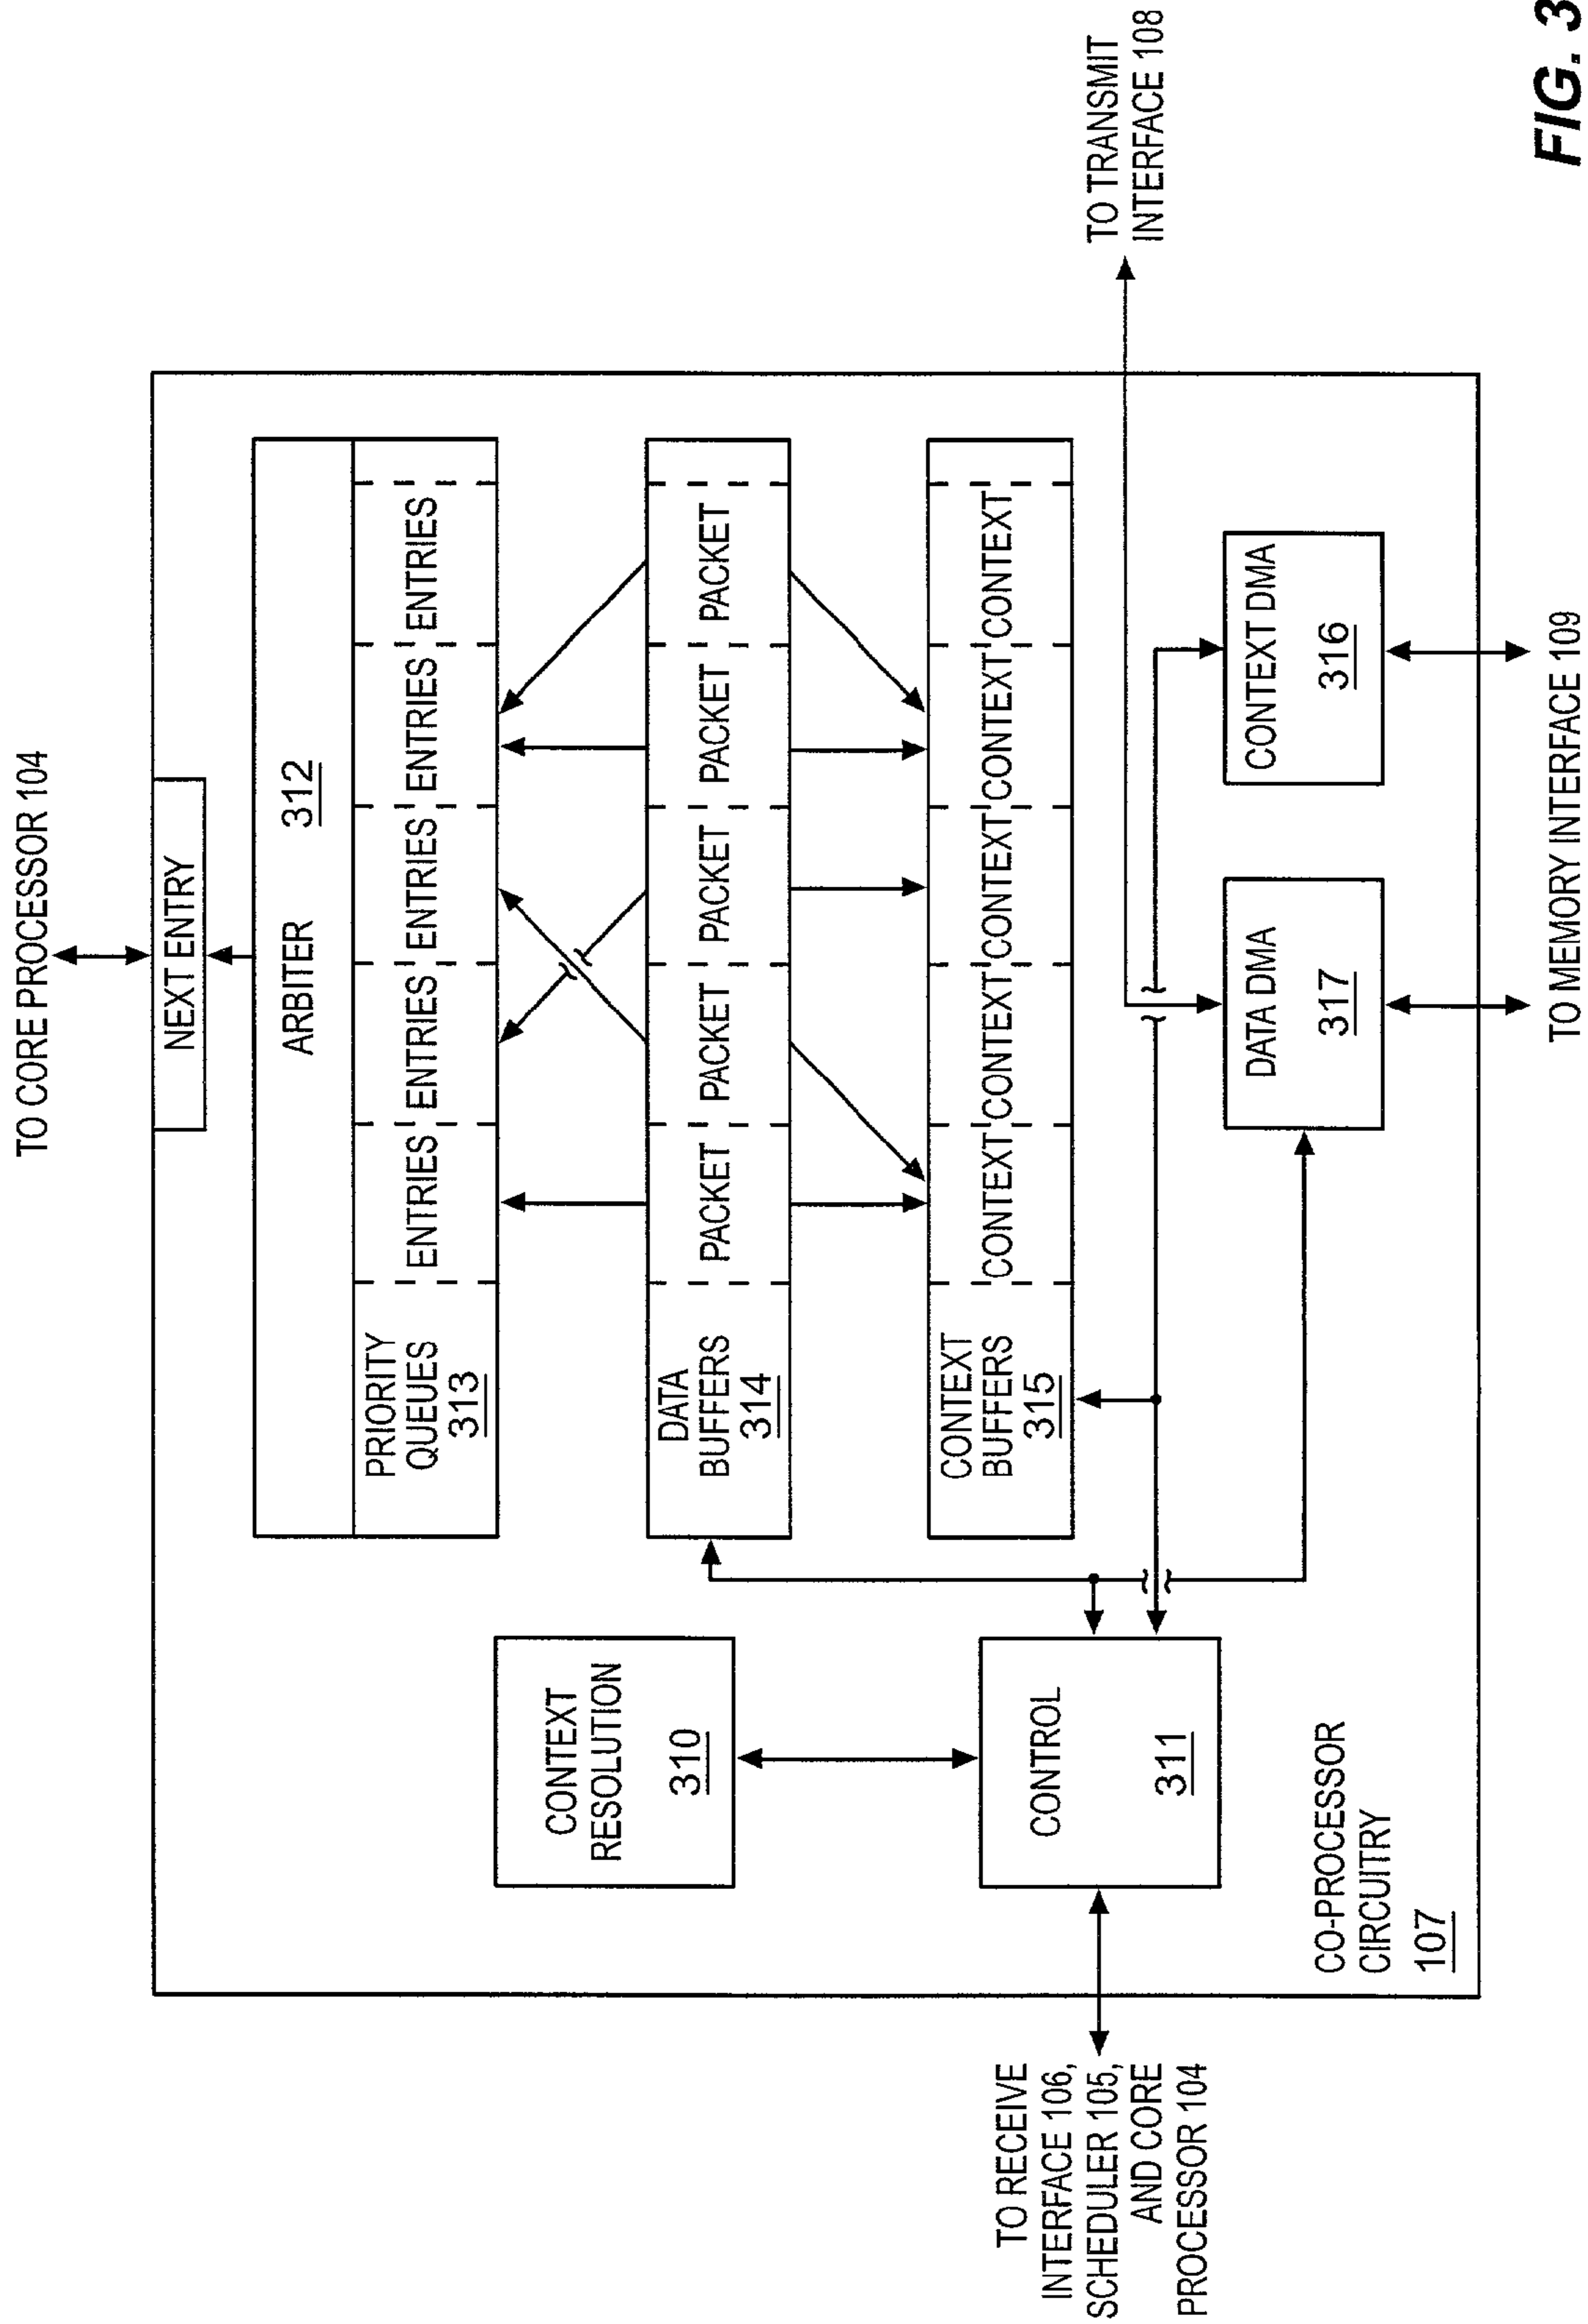 TO CORE PROCESSOR 104
NEXT ENTRY
ARBITER 312
PRIORITY
QUEUES
313
ENTRIES ENTRIES ENTRIES ENTRIES ENTRIES
DATA
BUFFERS
314
PACKET PACKET PACKET PACKET PACKET
CONTEXT
BUFFERS
315
CONTEXT CONTEXT CONTEXT CONTEXT CONTEXT
CONTEXT
RESOLUTION
310
CONTROL
311
TO RECEIVE
INTERFACE 106,
SCHEDULER 105,
AND CORE
PROCESSOR 104
TO TRANSMIT
INTERFACE 108
DATA DMA
317
CONTEXT DMA
316
CO-PROCESSOR
CIRCUITRY
107
TO MEMORY INTERFACE 109
FIG. 3